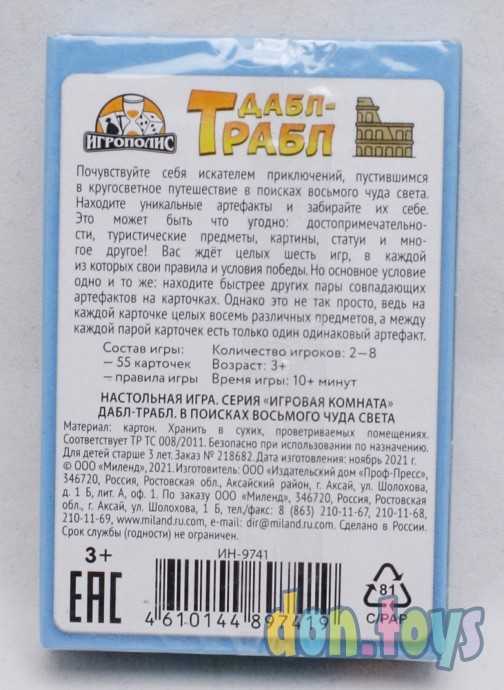 ИГРОПОЛИС
ДАБЛ-
ТРАБЛ
Почувствуйте себя искателем приключений, пустившимся
в кругосветное путешествие в поисках восьмого чуда света.
Находите уникальные артефакты и забирайте их себе.
Это может быть что угодно: достопримечательно-
сти, туристические предметы, картины, статуи и мно-
гое другое! Вас ждёт целых шесть игр, в каждой
из которых свои правила и условия победы. Но основное условие
одно и то же: находите быстрее других пары совпадающих
артефактов на карточках. Однако это не так просто, ведь на
каждой карточке целых восемь различных предметов, а между
каждой парой карточек есть только один одинаковый артефакт.
Состав игры: Количество игроков: 2–8
– 55 карточек Возраст: 3+
– правила игры Время игры: 10+ минут
НАСТОЛЬНАЯ ИГРА. СЕРИЯ «ИГРОВАЯ КОМНАТА»
ДАБЛ-ТРАБЛ. В ПОИСКАХ ВОСЬМОГО ЧУДА СВЕТА
Материал: картон. Хранить в сухих, проветриваемых помещениях.
Соответствует ТР ТС 008/2011. Безопасно при использовании по назначению.
Для детей старше 3 лет. Заказ № 218682. Дата изготовления: ноябрь 2021 г.
© ООО «Миленд», 2021. Изготовитель: ООО «Издательский дом «Проф-Пресс»,
346720, Россия, Ростовская обл., Аксайский район, г. Аксай, ул. Шолохова,
д. 1 Б, лит. А, оф. 1. По заказу ООО «Миленд», 346720, Россия, Ростовская
обл., г. Аксай, ул. Шолохова, 1 Б, тел./факс: 8 (863) 210-11-67, 210-11-68,
210-11-69, www.miland.ru.com, e-mail: dir@miland.ru.com. Сделано в России.
Срок службы (годности) не ограничен.
3+
ИН-9741
EAC
4 610144 897419
81
C/PAP
don.toys